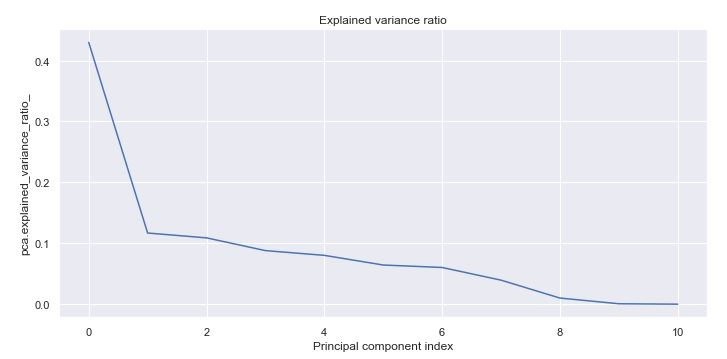 Explained variance ratio
pca.explained_variance_ratio_
0.4
0.3
0.2
0.1
0.0
0 2 4 6 8 10
Principal component index